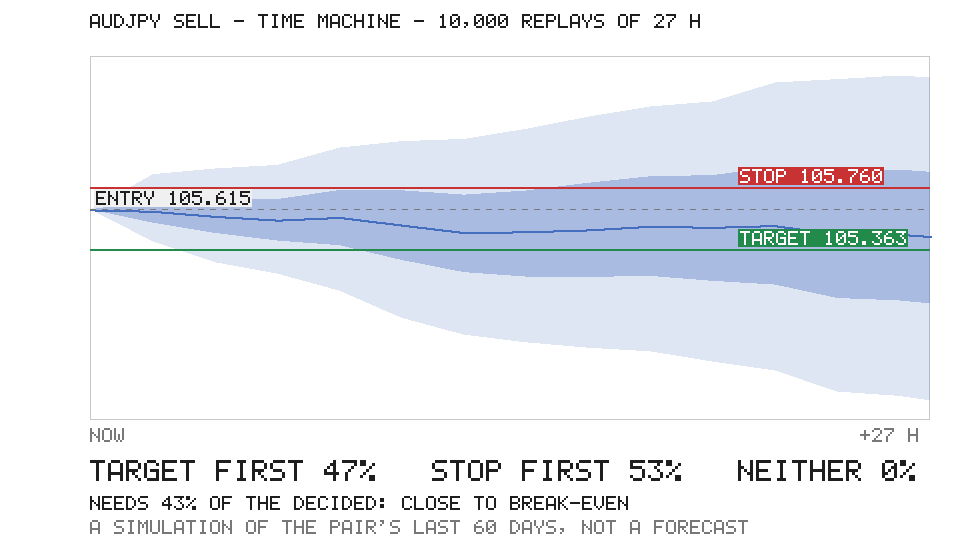 AUDJPY SELL - TIME MACHINE - 10,000 REPLAYS OF 27 H
STOP 105.760
ENTRY 105.615
TARGET 105.363
NOW +27 H
TARGET FIRST 47% STOP FIRST 53% NEITHER 0%
NEEDS 43% OF THE DECIDED: CLOSE TO BREAK-EVEN
A SIMULATION OF THE PAIR'S LAST 60 DAYS, NOT A FORECAST